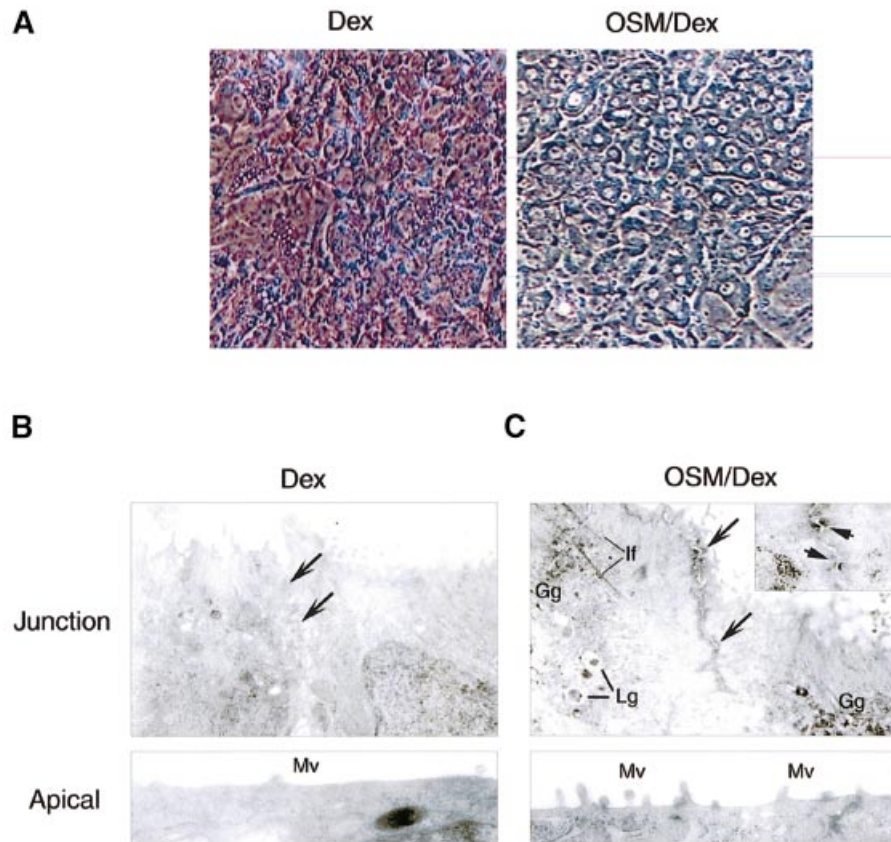 A
Dex
OSM/Dex
B
Dex
C
OSM/Dex
Junction
If
Gg
Lg
Gg
Apical
Mv
Mv
Mv